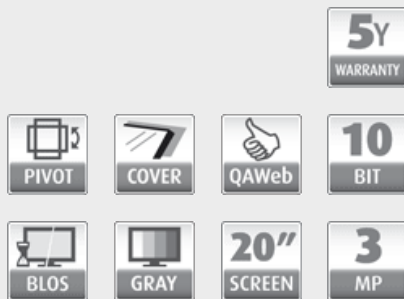 5Y
WARRANTY
PIVOT
COVER
QAWeb
10
BIT
BLOS
GRAY
20"
SCREEN
3
MP